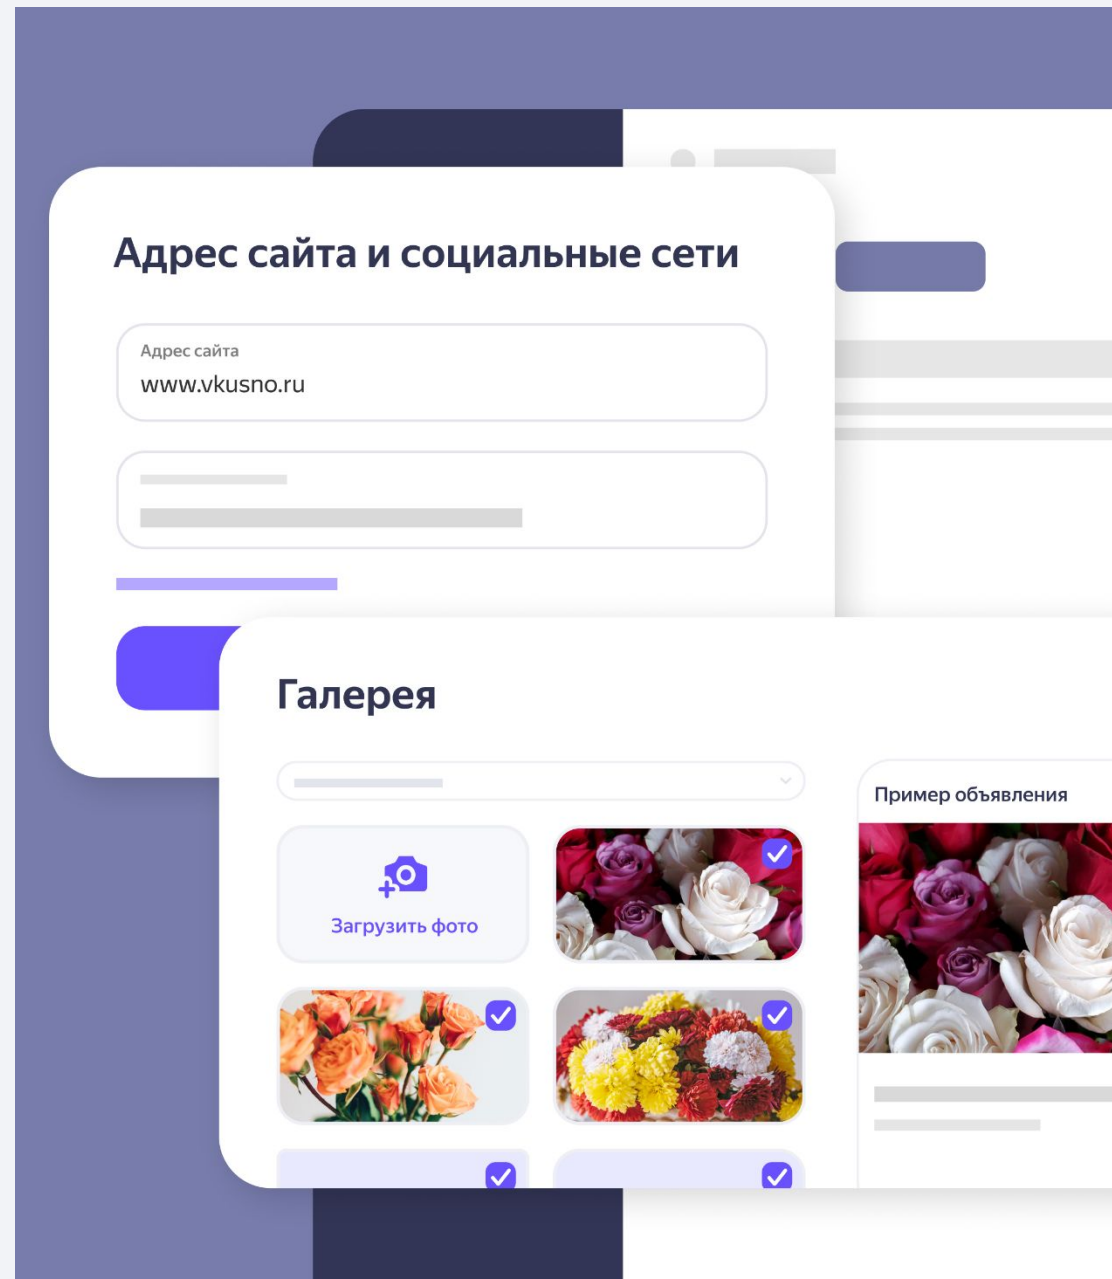 Адрес сайта и социальные сети
Адрес сайта
www.vkusno.ru
Галерея
Пример объявления
Загрузить фото